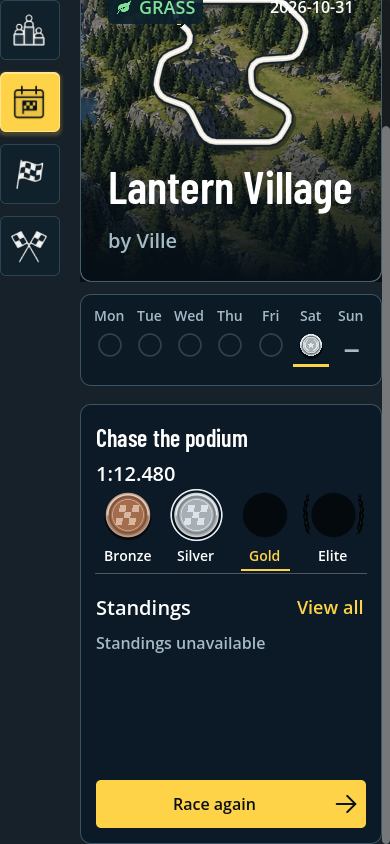 GRASS 2026-10-31
Lantern Village
by Ville
Mon Tue Wed Thu Fri Sat Sun
Chase the podium
1:12.480
Bronze Silver Gold Elite
Standings View all
Standings unavailable
Race again